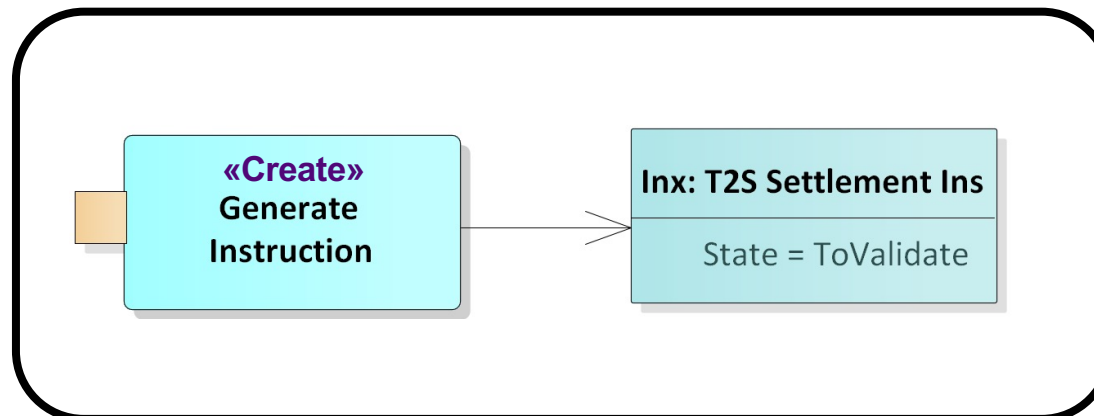 «Create»
Generate
Instruction
Inx: T2S Settlement Ins
State = ToValidate